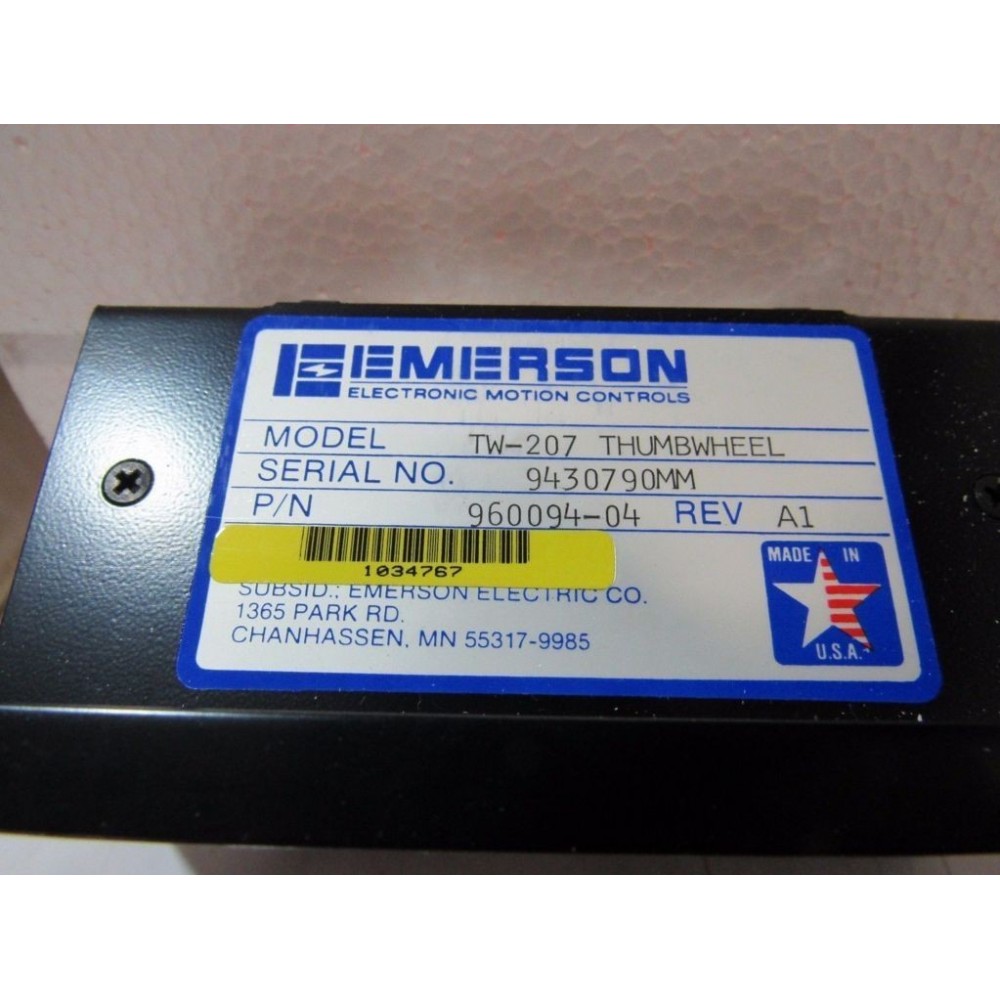 EMERSON
ELECTRONIC MOTION CONTROLS
MODEL TW-207 THUMBWHEEL
SERIAL NO. 9430790MM
P/N 960094-04 REV A1
1034767
MADE IN
U.S.A.
SUBSID.: EMERSON ELECTRIC CO.
1365 PARK RD.
CHANHASSEN, MN 55317-9985